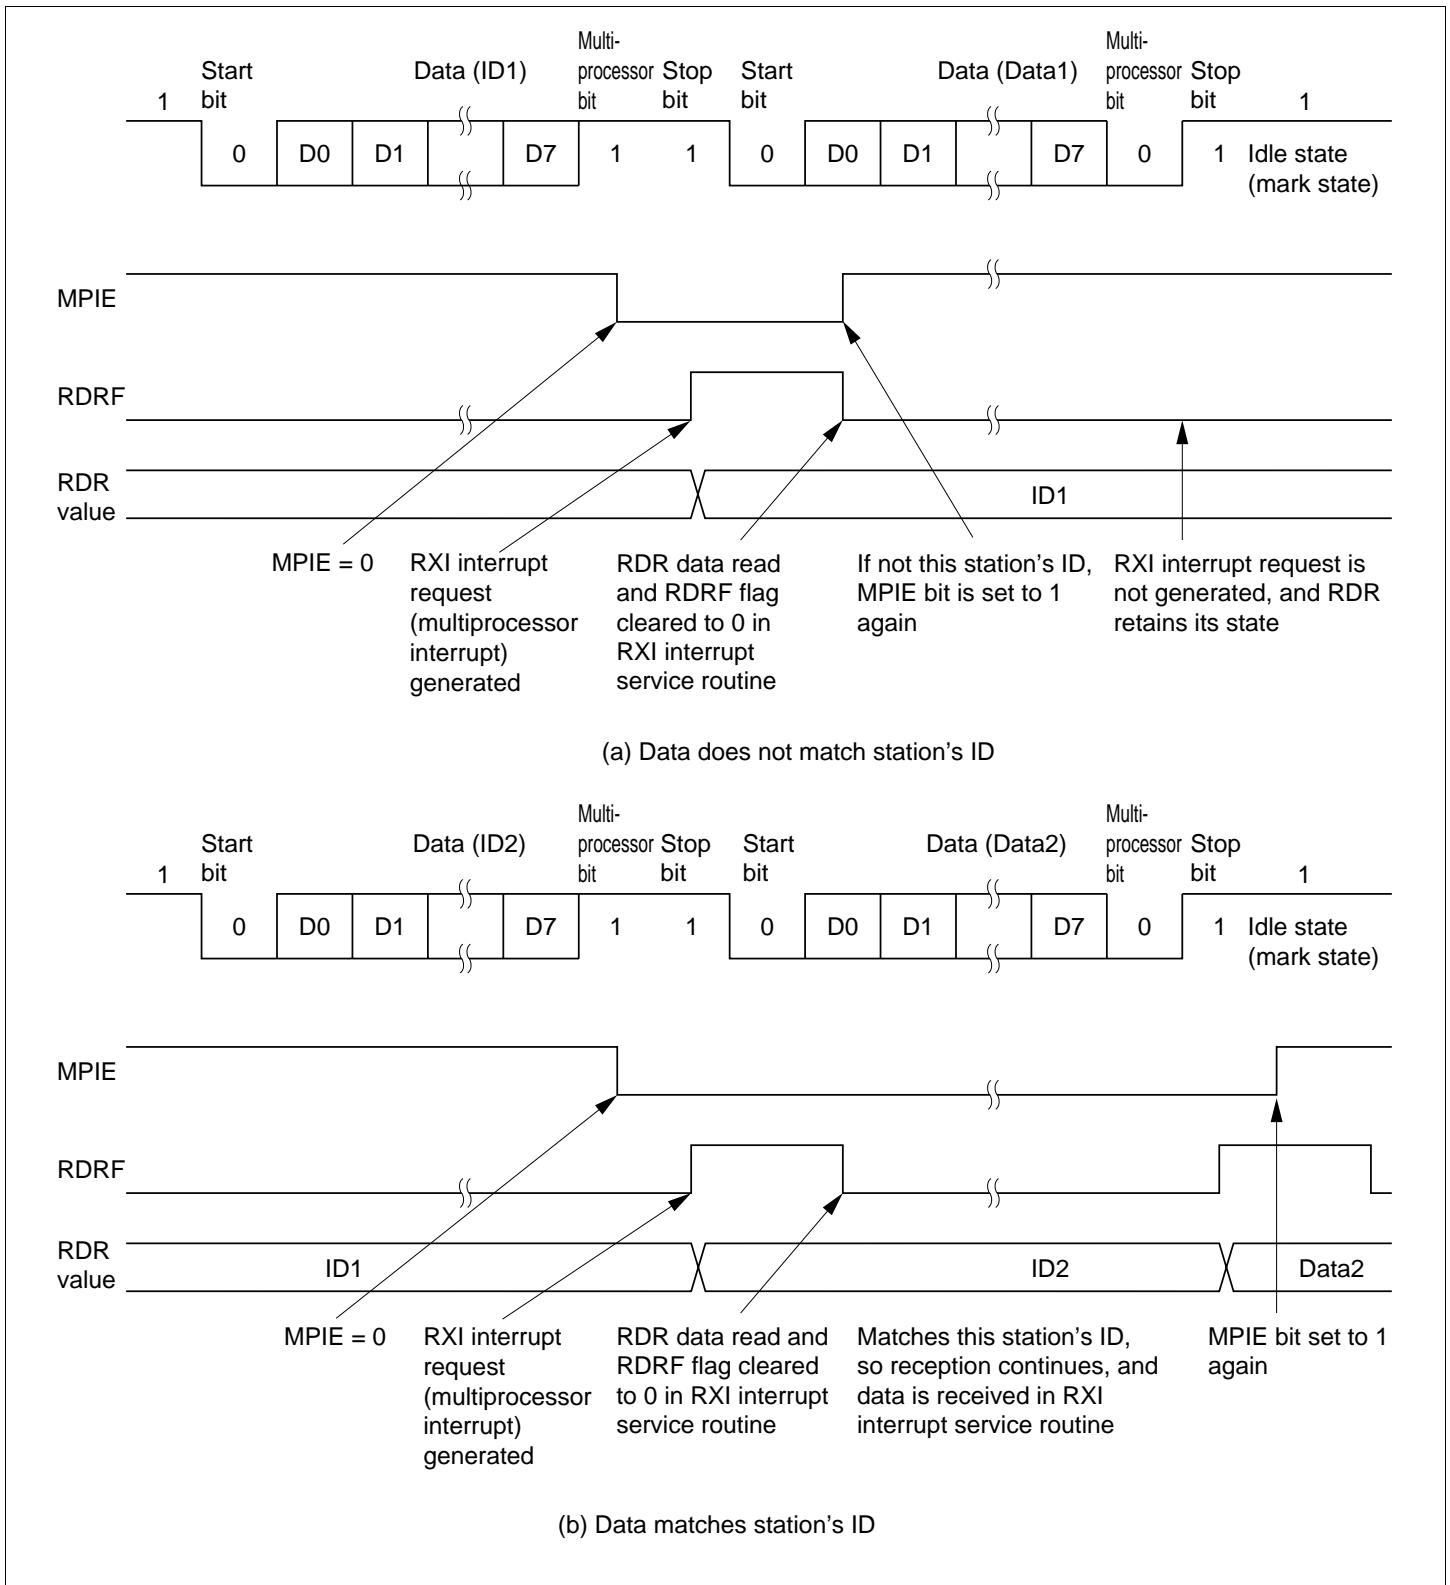 Multi-
Start Data (ID1) processor Stop Start Data (Data1) processor Stop
Multi-
1 bit bit bit bit bit bit 1
0 D0 D1 D7 1 1 0 D0 D1 D7 0 1 Idle state
(mark state)
MPIE
RDRF
RDR
value
ID1
MPIE = 0
RXI interrupt
request
(multiprocessor
interrupt)
generated
RDR data read
and RDRF flag
cleared to 0 in
RXI interrupt
service routine
If not this station's ID,
MPIE bit is set to 1
again
RXI interrupt request is
not generated, and RDR
retains its state
(a) Data does not match station's ID
Multi-
Start Data (ID2) processor Stop Start Data (Data2) processor Stop
Multi-
1 bit bit bit bit bit bit 1
0 D0 D1 D7 1 1 0 D0 D1 D7 0 1 Idle state
(mark state)
MPIE
RDRF
RDR
value
ID1 ID2 Data2
MPIE = 0
RXI interrupt
request
(multiprocessor
interrupt)
generated
RDR data read and
RDRF flag cleared
to 0 in RXI interrupt
service routine
Matches this station's ID,
so reception continues, and
data is received in RXI
interrupt service routine
MPIE bit set to 1
again
(b) Data matches station's ID